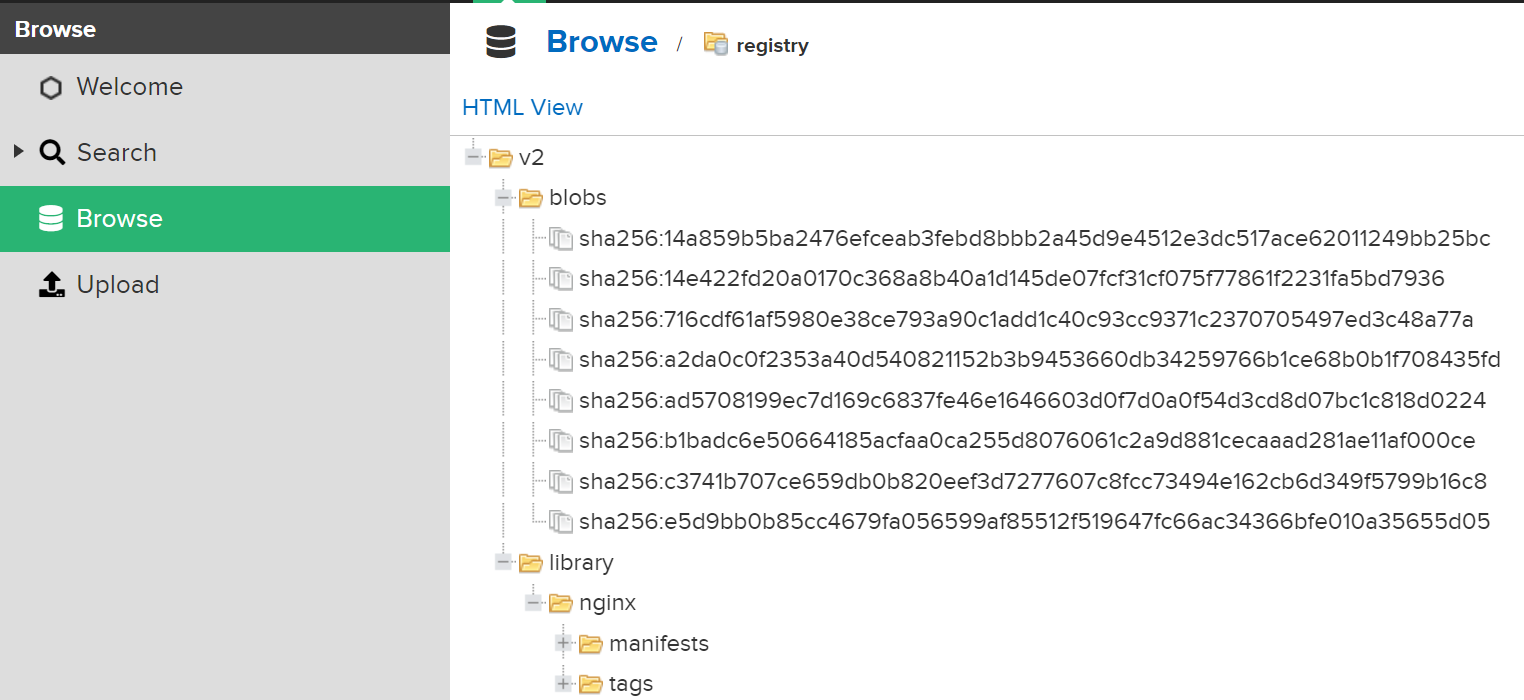 Browse
Welcome
Search
Browse
Upload
Browse / registry
HTML View
v2
blobs
sha256:14a859b5ba2476efceab3febd8bbb2a45d9e4512e3dc517ace62011249bb25bc
sha256:14e422fd20a0170c368a8b40a1d145de07fcf31cf075f77861f2231fa5bd7936
sha256:716cdf61af5980e38ce793a90c1add1c40c93cc9371c2370705497ed3c48a77a
sha256:a2da0c0f2353a40d540821152b3b9453660db34259766b1ce68b0b1f708435fd
sha256:ad5708199ec7d169c6837fe46e1646603d0f7d0a0f54d3cd8d07bc1c818d0224
sha256:b1badc6e50664185acfaa0ca255d8076061c2a9d881cecaaad281ae11af000ce
sha256:c3741b707ce659db0b820eef3d7277607c8fcc73494e162cb6d349f5799b16c8
sha256:e5d9bb0b85cc4679fa056599af85512f519647fc66ac34366bfe010a35655d05
library
nginx
manifests
tags